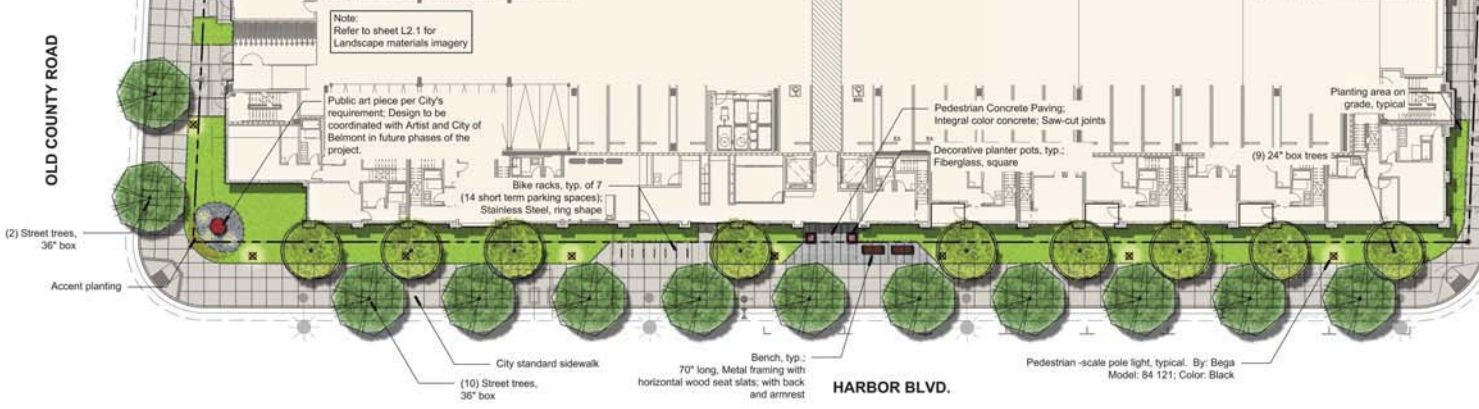 Note:
Refer to sheet L2.1 for
Landscape materials imagery
OLD COUNTY ROAD
Public art piece per City's
requirement; Design to be
coordinated with Artist and City of
Belmont in future phases of the
project.
Pedestrian Concrete Paving;
Integral color concrete; Saw-cut joints
Planting area on
grade, typical
Decorative planter pots, typ.;
Fiberglass, square
(9) 24" box trees
Bike racks, typ. of 7
(14 short term parking spaces);
Stainless Steel, ring shape
(2) Street trees,
36" box
Accent planting
City standard sidewalk
(10) Street trees,
36" box
Bench, typ.;
70" long, Metal framing with
horizontal wood seat slats; with back
and armrest
HARBOR BLVD.
Pedestrian -scale pole light, typical. By: Bega
Model: 84 121; Color: Black